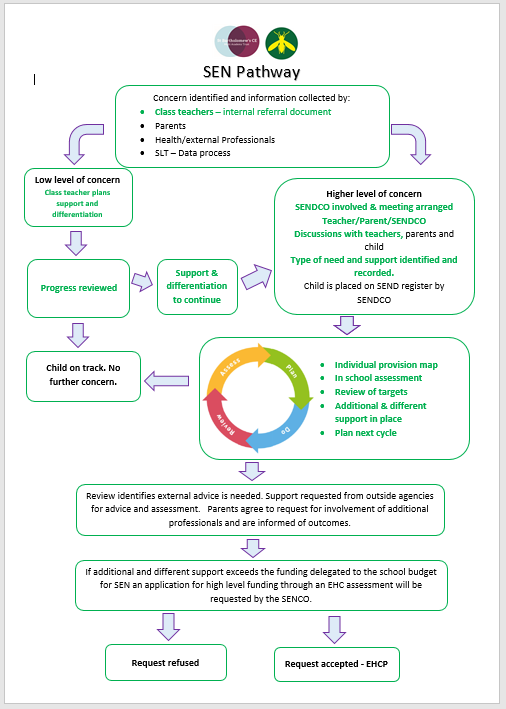 St Bartholomew's CE
SEN Pathway
Concern identified and information collected by:
• Class teachers – internal referral document
• Parents
• Health/external Professionals
• SLT – Data process
Low level of concern
Class teacher plans
support and
differentiation
Higher level of concern
SENDCO involved & meeting arranged
Teacher/Parent/SENDCO
Discussions with teachers, parents and
child
Type of need and support identified and
recorded.
Child is placed on SEND register by
SENDCO
Progress reviewed
Support &
differentiation
to continue
Child on track. No
further concern.
Assess
Plan
Do
Review
• Individual provision map
• In school assessment
• Review of targets
• Additional & different
support in place
• Plan next cycle
Review identifies external advice is needed. Support requested from outside agencies
for advice and assessment. Parents agree to request for involvement of additional
professionals and are informed of outcomes.
If additional and different support exceeds the funding delegated to the school budget
for SEN an application for high level funding through an EHC assessment will be
requested by the SENCO.
Request refused
Request accepted - EHCP